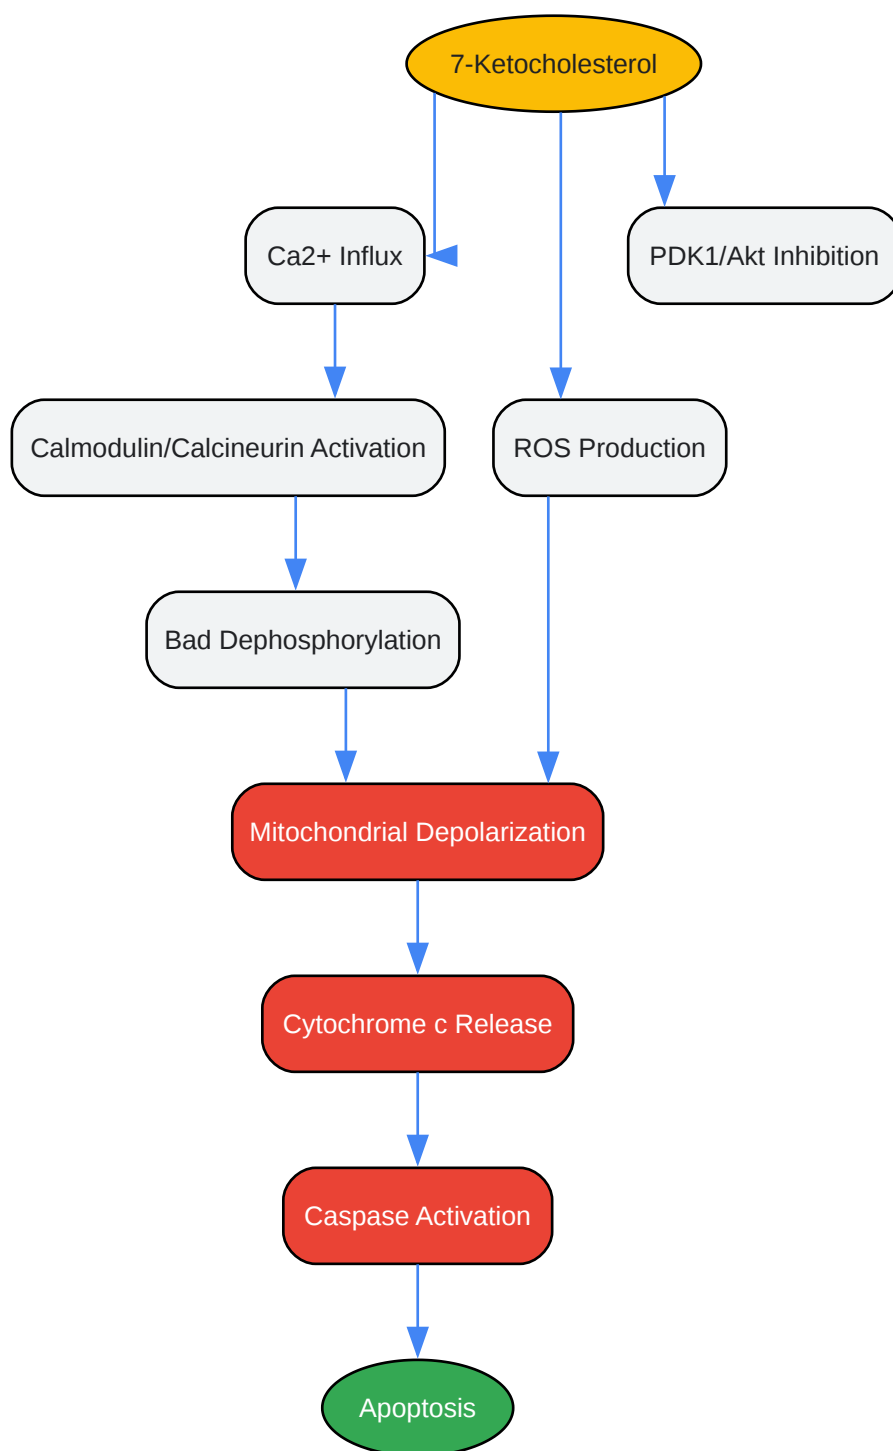 7-Ketocholesterol
Ca2+ Influx
PDK1/Akt Inhibition
Calmodulin/Calcineurin Activation
ROS Production
Bad Dephosphorylation
Mitochondrial Depolarization
Cytochrome c Release
Caspase Activation
Apoptosis